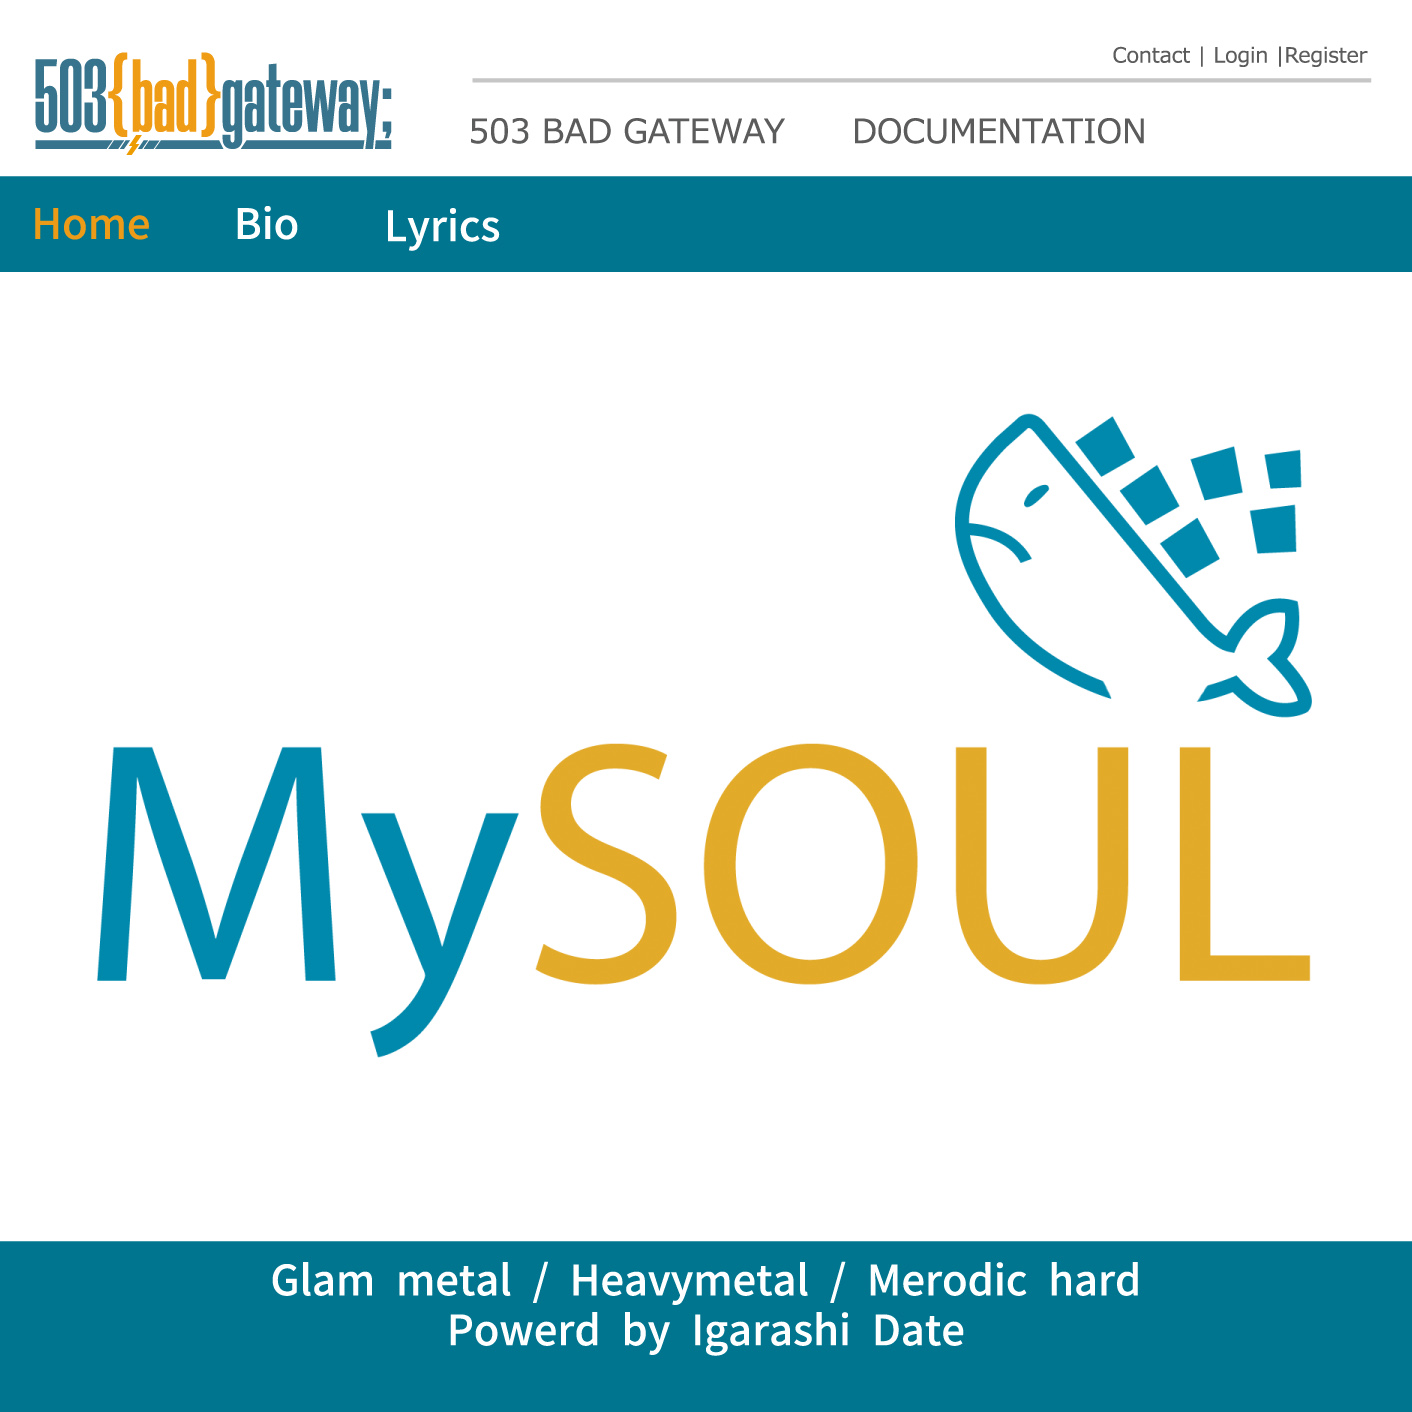 Contact | Login |Register
503{bad}gateway;
503 BAD GATEWAY DOCUMENTATION
Home Bio Lyrics
MySOUL
Glam metal / Heavymetal / Merodic hard
Powerd by Igarashi Date